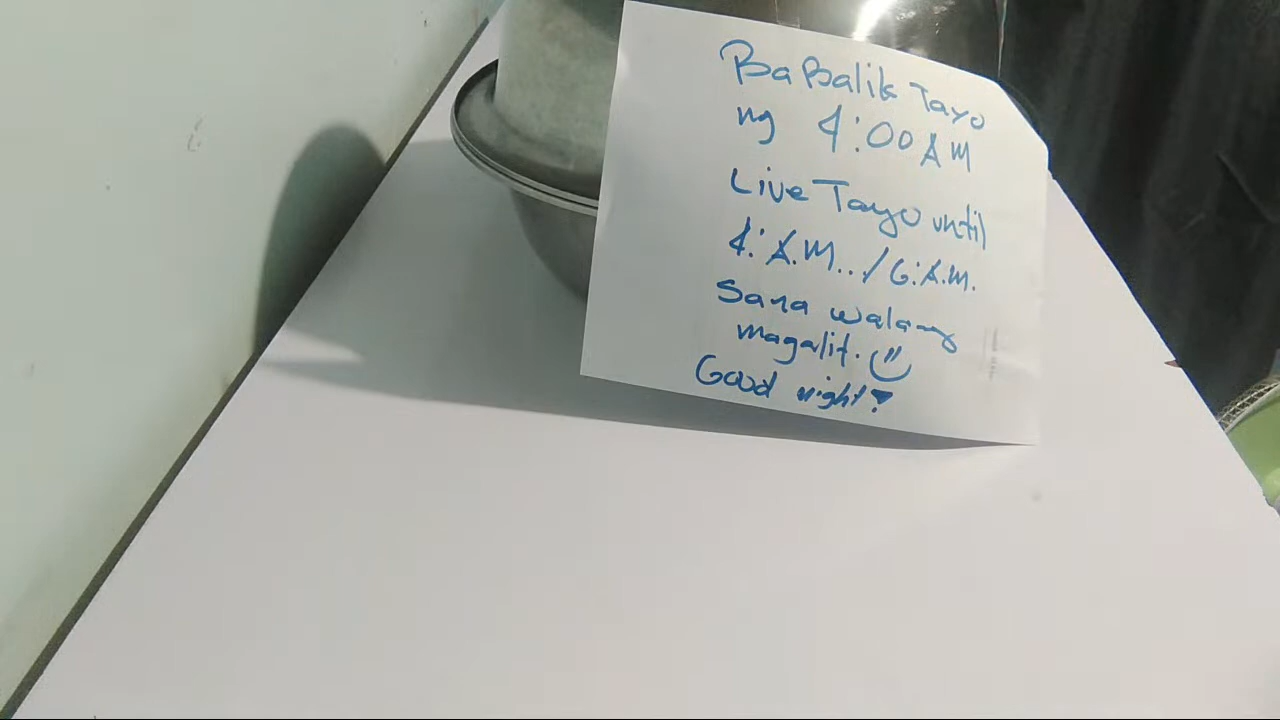 BaBalik Tayo
ng 4:00 AM
Live Tayo until
4: A.M.. / 6: A.M.
Sana walang
magalit.
Good night!